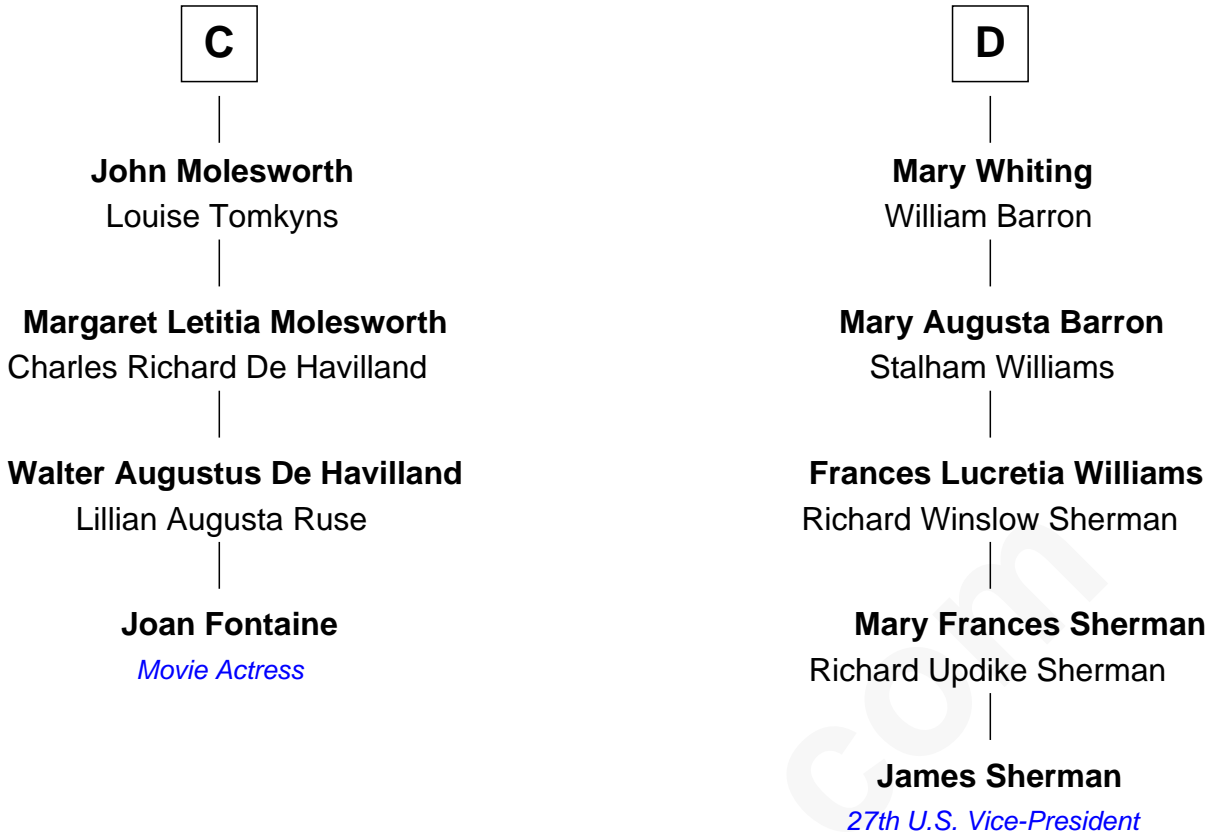 C
John Molesworth
Louise Tomkyns
Margaret Letitia Molesworth
Charles Richard De Havilland
Walter Augustus De Havilland
Lillian Augusta Ruse
Joan Fontaine
Movie Actress
D
Mary Whiting
William Barron
Mary Augusta Barron
Stalham Williams
Frances Lucretia Williams
Richard Winslow Sherman
Mary Frances Sherman
Richard Updike Sherman
James Sherman
27th U.S. Vice-President
com